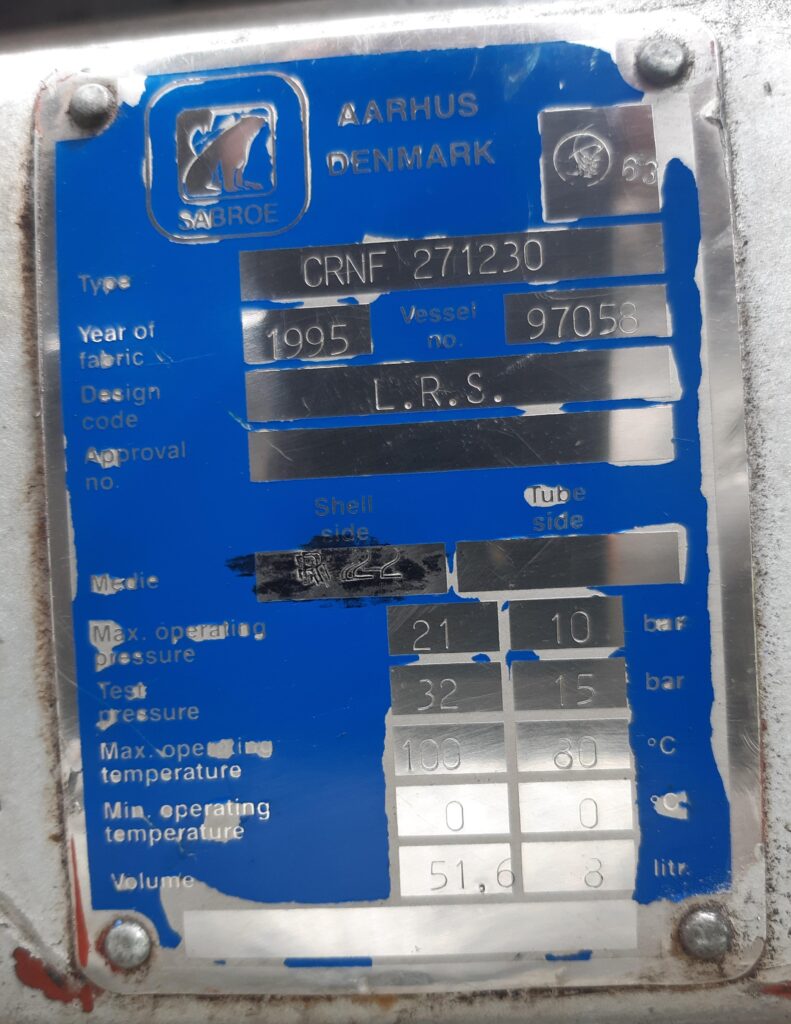 AARHUS
DENMARK
SABROE
63
Type CRNF 271230
Year of fabric 1995 Vessel no. 97058
Design code L.R.S.
Approval no.
Shell side Tube side
Medie R 22
Max. operating pressure 21 10 bar
Test pressure 32 15 bar
Max. operating temperature 100 80 °C
Min. operating temperature 0 0 °C
Volume 51,6 8 litr.